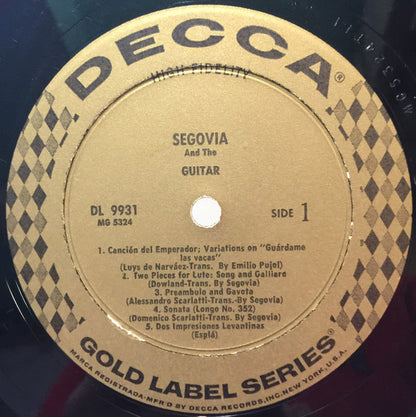 DECCA®
HIGH FIDELITY
SEGOVIA
And The
GUITAR
DL 9931
MG 5324
SIDE 1
1. Canción del Emperador; Variations on "Guárdame
las vacas"
(Luys de Narváez-Trans. By Emilio Pujol)
2. Two Pieces for Lute: Song and Galliard
(Dowland-Trans. By Segovia)
3. Preambulo and Gavota
(Alessandro Scarlatti-Trans.-By Segovia)
4. Sonata (Longo No. 352)
(Domenico Scarlatti-Trans. By Segovia)
5. Dos Impresiones Levantinas
(Esplá)
GOLD LABEL SERIES®
MARCA REGISTRADA-MF'D BY DECCA RECORDS, INC. NEW YORK, U.S.A.